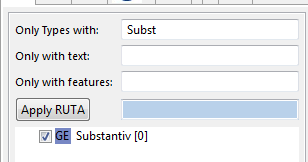 Only Types with: Subst
Only with text:
Only with features:
Apply RUTA
GE Substantiv [0]